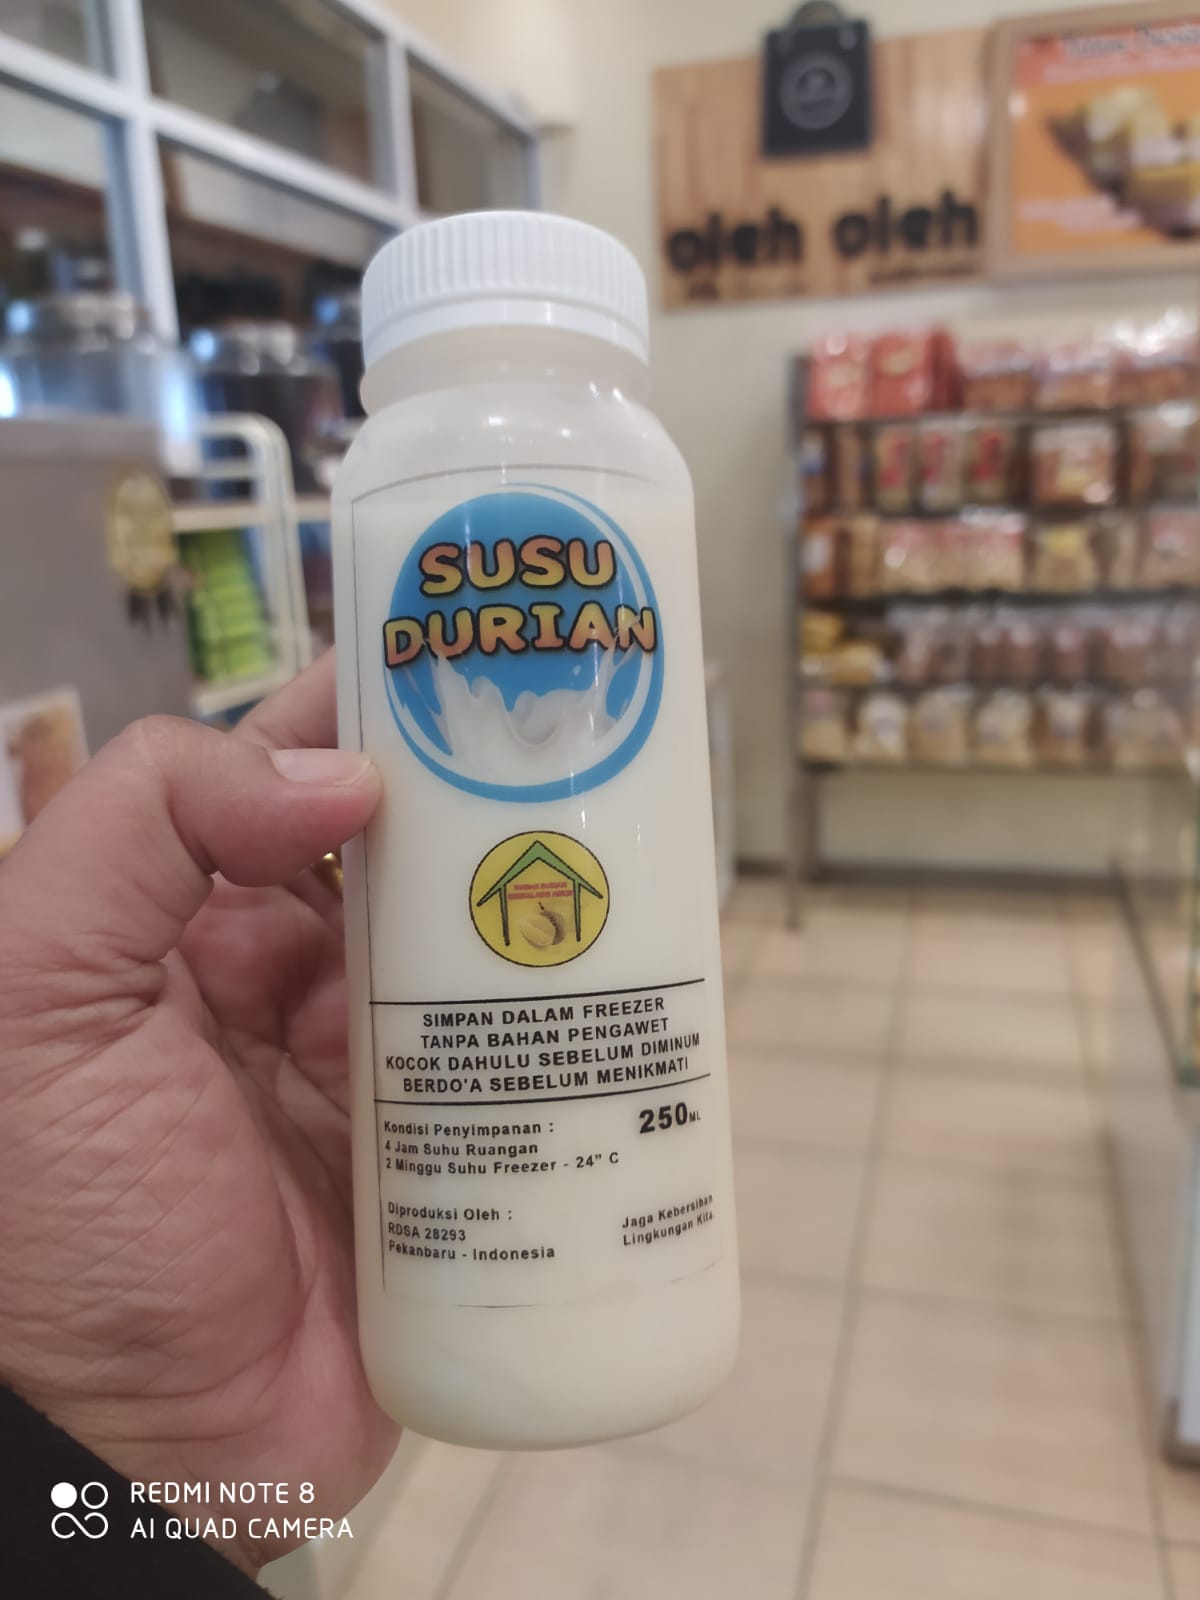 oleh oleh
SUSU
DURIAN
SIMPAN DALAM FREEZER
TANPA BAHAN PENGAWET
KOCOK DAHULU SEBELUM DIMINUM
BERDO'A SEBELUM MENIKMATI
Kondisi Penyimpanan :
4 Jam Suhu Ruangan
2 Minggu Suhu Freezer - 24" C
250ML
Diproduksi Oleh :
RDSA 28293
Pekanbaru - Indonesia
Jaga Kebersihan
Lingkungan Kita.
REDMI NOTE 8
AI QUAD CAMERA